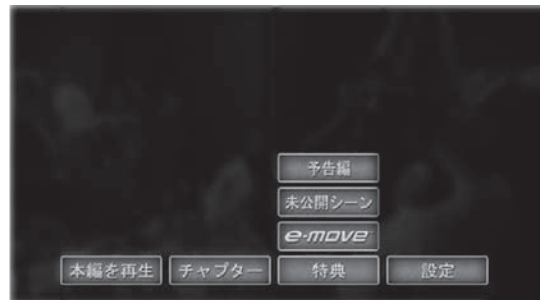 予告編
未公開シーン
e-move
本編を再生 チャプター 特典 設定